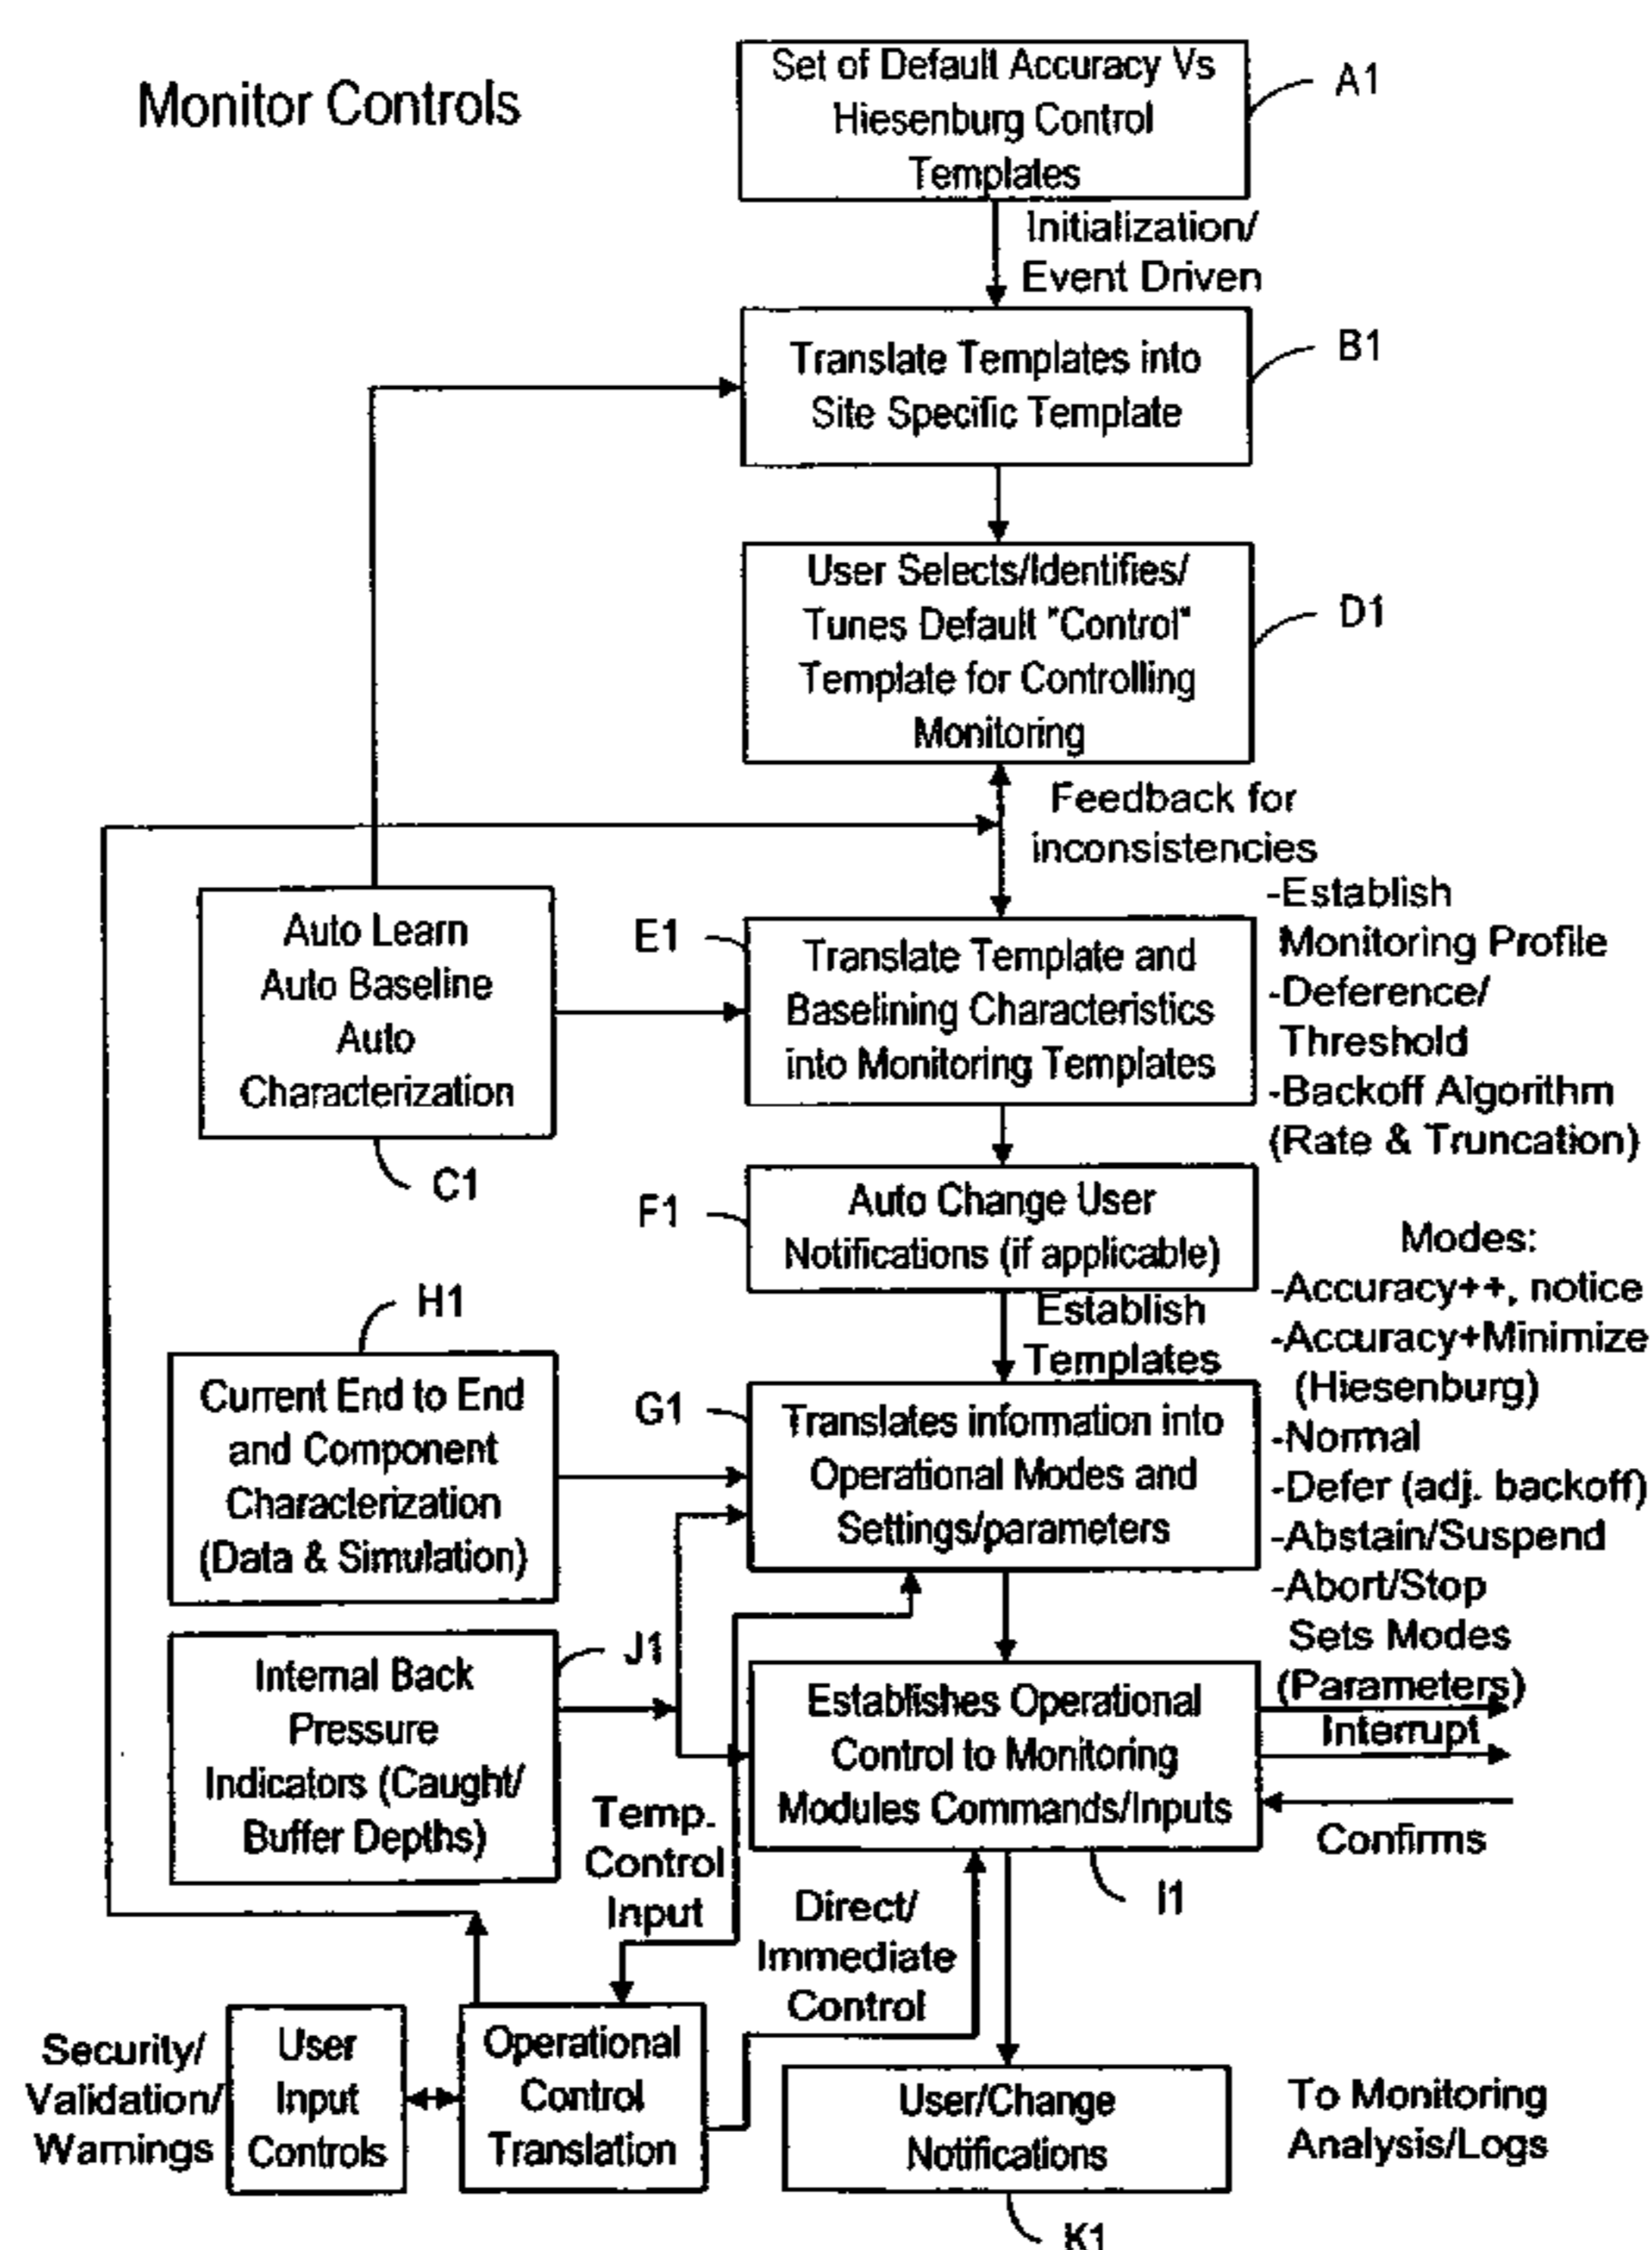 Monitor Controls
Set of Default Accuracy Vs
Hiesenburg Control
Templates
A1
Initialization/
Event Driven
Translate Templates into
Site Specific Template
B1
User Selects/Identifies/
Tunes Default "Control"
Template for Controlling
Monitoring
D1
Feedback for
inconsistencies
Auto Learn
Auto Baseline
Auto
Characterization
C1
E1
Translate Template and
Baselining Characteristics
into Monitoring Templates
-Establish
Monitoring Profile
-Deference/
Threshold
-Backoff Algorithm
(Rate & Truncation)
F1
Auto Change User
Notifications (if applicable)
Establish
Templates
Modes:
-Accuracy++, notice
-Accuracy+Minimize
(Hiesenburg)
-Normal
-Defer (adj. backoff)
-Abstain/Suspend
-Abort/Stop
H1
Current End to End
and Component
Characterization
(Data & Simulation)
G1
Translates information into
Operational Modes and
Settings/parameters
J1
Internal Back
Pressure
Indicators (Caught/
Buffer Depths)
Establishes Operational
Control to Monitoring
Modules Commands/Inputs
I1
Sets Modes
(Parameters)
Interrupt
Confirms
Temp.
Control
Input
Direct/
Immediate
Control
Security/
Validation/
Warnings
User
Input
Controls
Operational
Control
Translation
User/Change
Notifications
K1
To Monitoring
Analysis/Logs